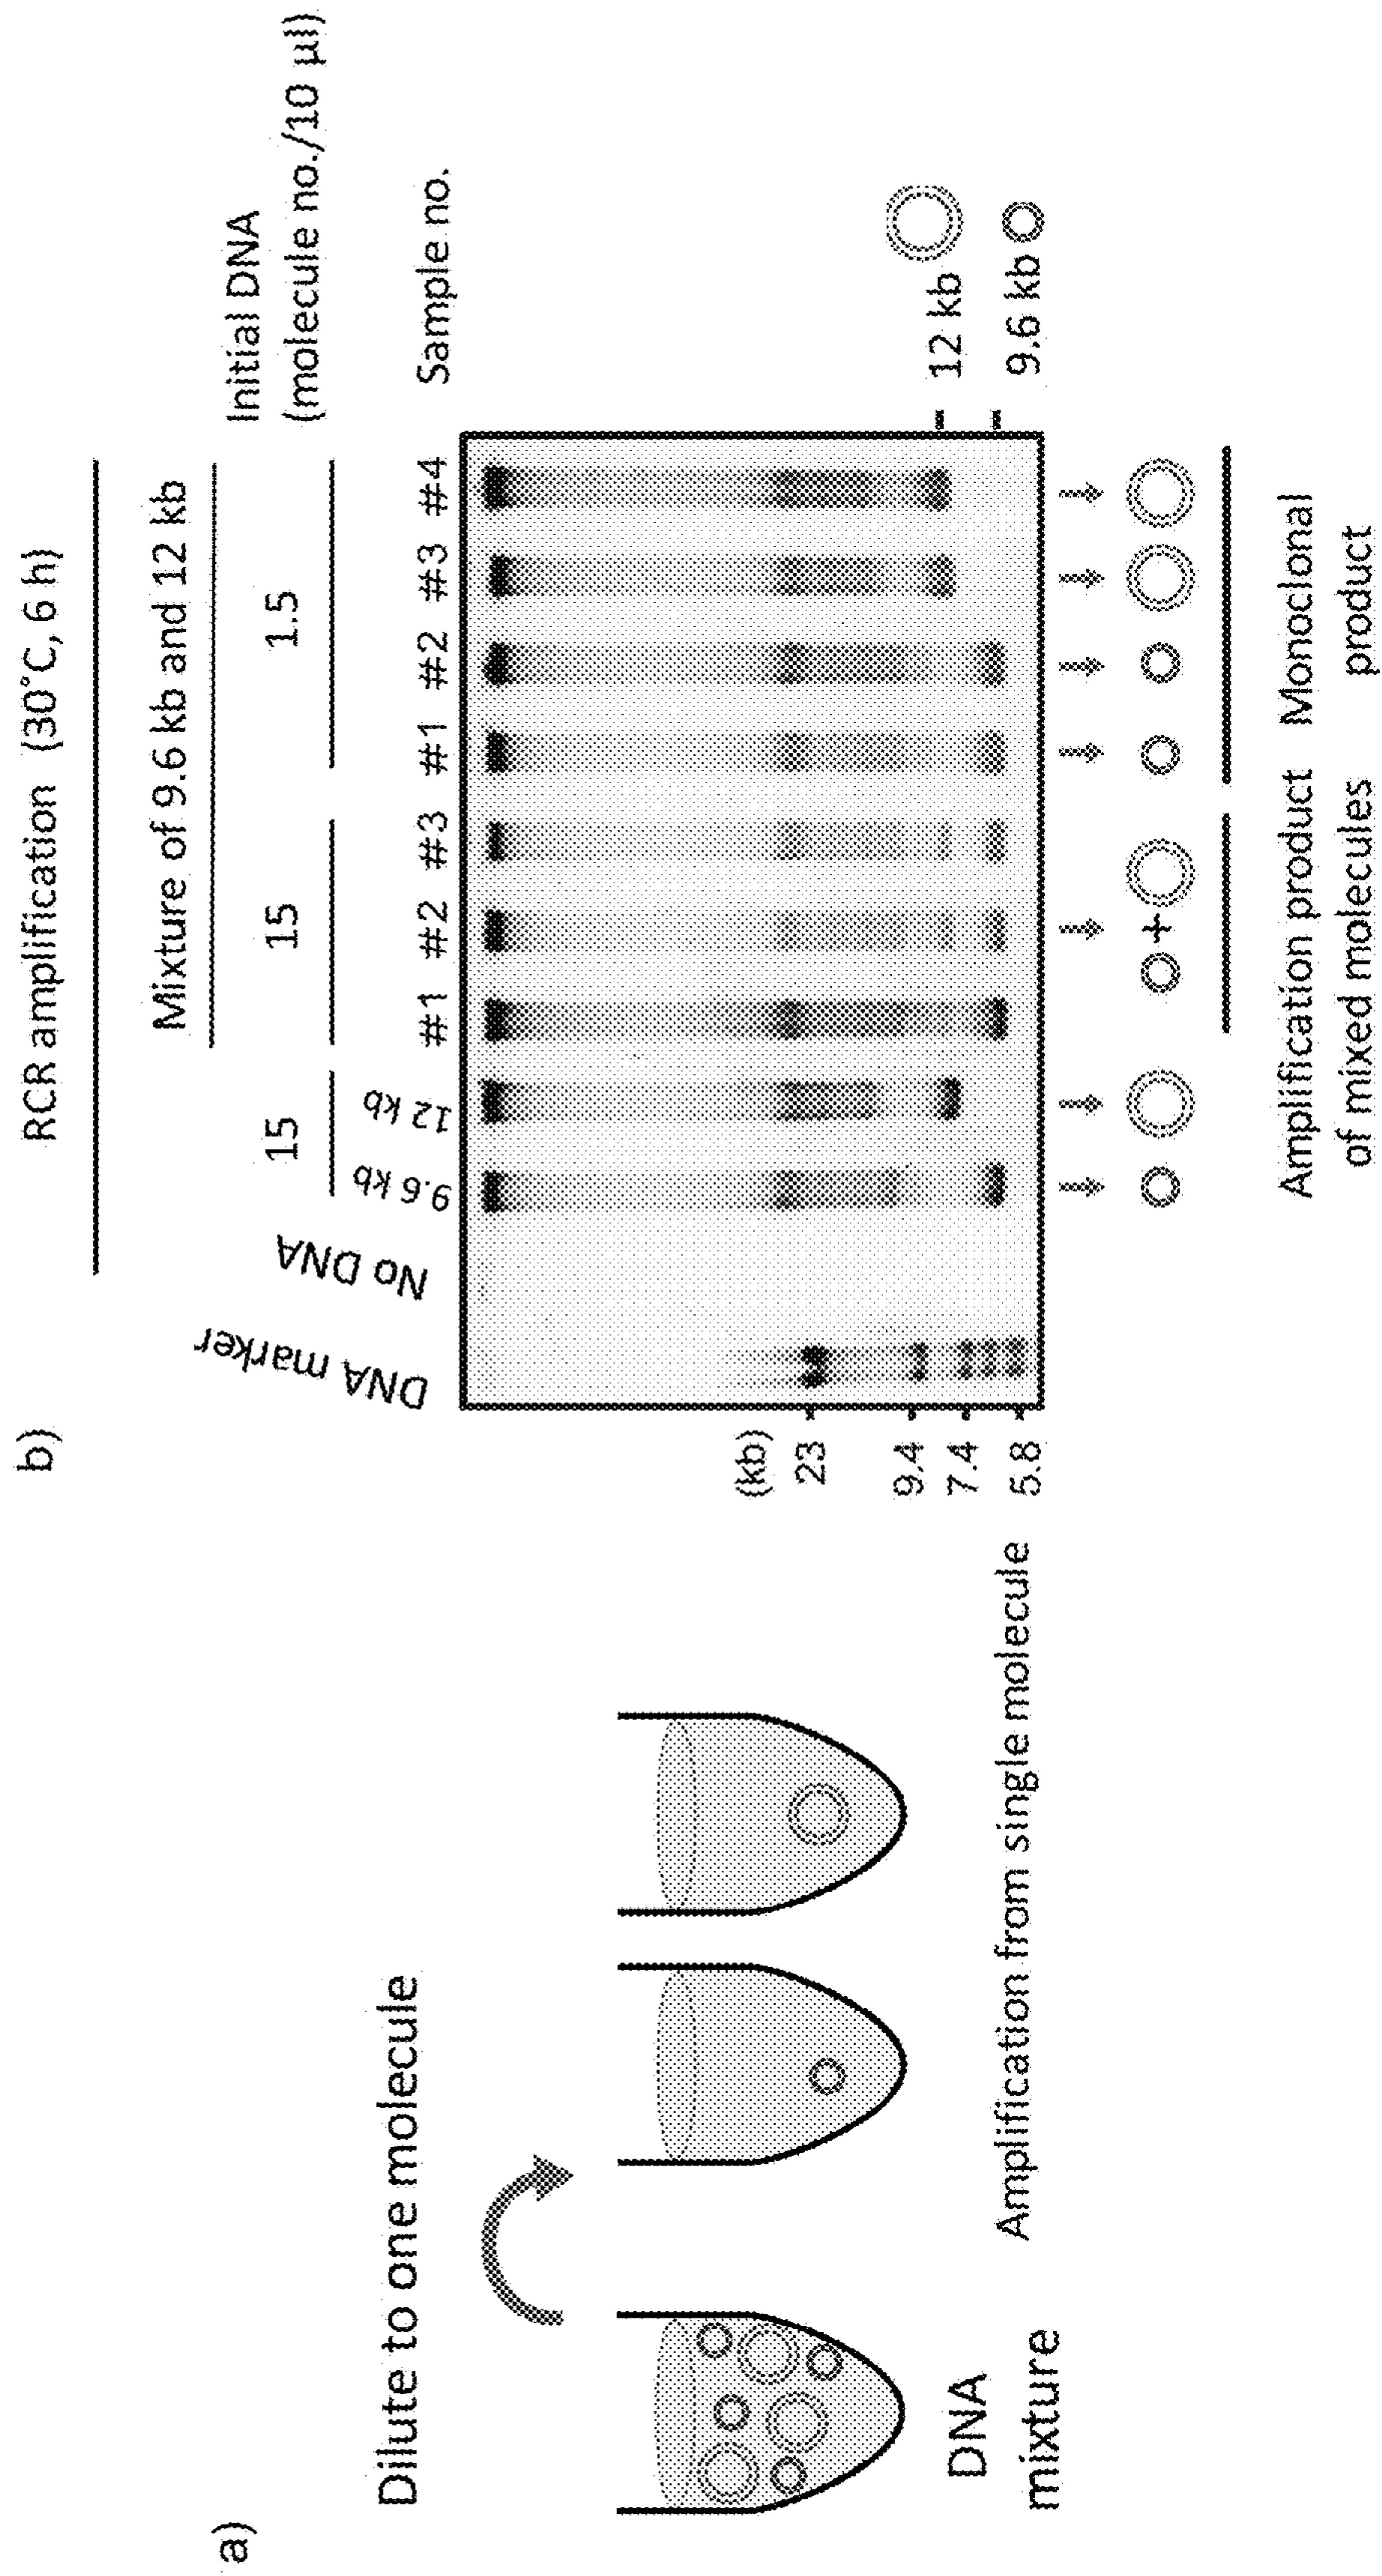 a)
Dilute to one molecule
DNA
mixture
Amplification from single molecule
b)
RCR amplification (30°C, 6 h)
Mixture of 9.6 kb and 12 kb
Initial DNA
(molecule no./10 µl)
15
15
1.5
DNA marker
No DNA
9.6 kb
12 kb
#1
#2
#3
#1
#2
#3
#4
Sample no.
(kb)
23
9.4
7.4
5.8
12 kb
9.6 kb
+
Amplification product
of mixed molecules
Monoclonal
product